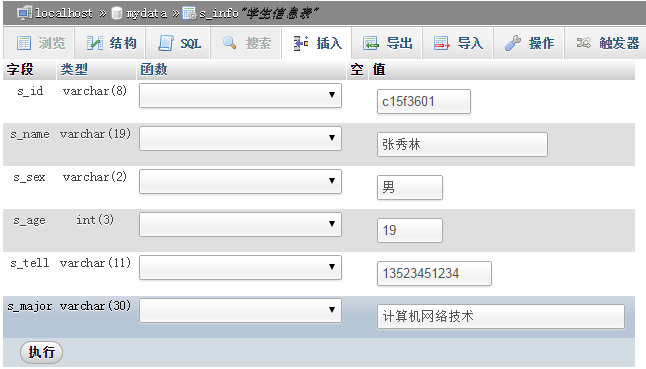 localhost » mydata » s_info "学生信息表"
浏览 结构 SQL 搜索 插入 导出 导入 操作 触发器
字段 类型 函数 空 值
s_id varchar(8) c15f3601
s_name varchar(19) 张秀林
s_sex varchar(2) 男
s_age int(3) 19
s_tell varchar(11) 13523451234
s_major varchar(30) 计算机网络技术
执行